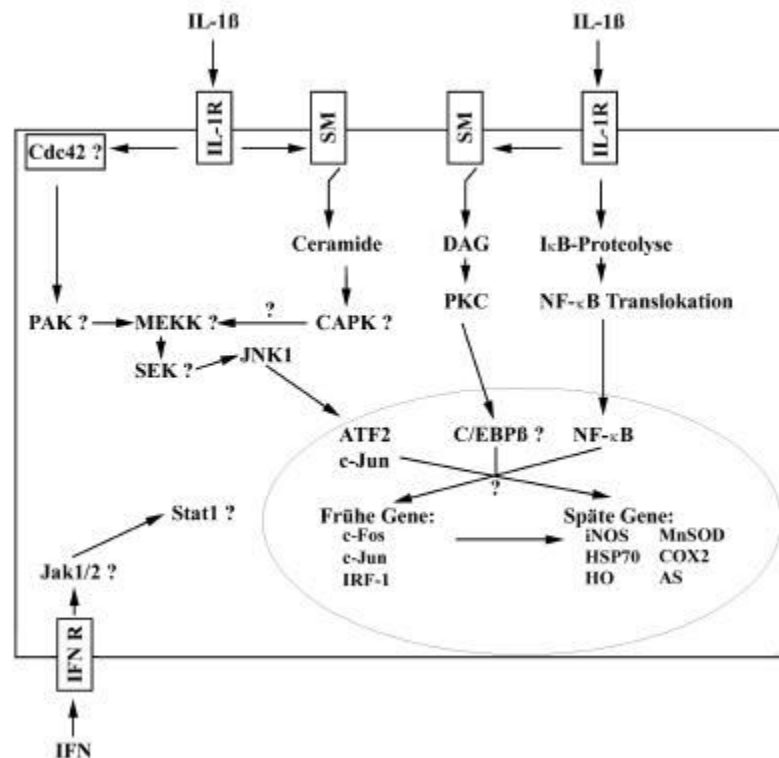 IL-1ß IL-1ß
IL-1R SM SM IL-1R
Cdc42 ?
Ceramide DAG IκB-Proteolyse
?
PAK ? MEKK ? CAPK ? PKC NF-κB Translokation
SEK ? JNK1
ATF2 C/EBPß ? NF-κB
c-Jun
?
Stat1 ? Frühe Gene: Späte Gene:
c-Fos iNOS MnSOD
c-Jun HSP70 COX2
Jak1/2 ? IRF-1 HO AS
IFN R
IFN